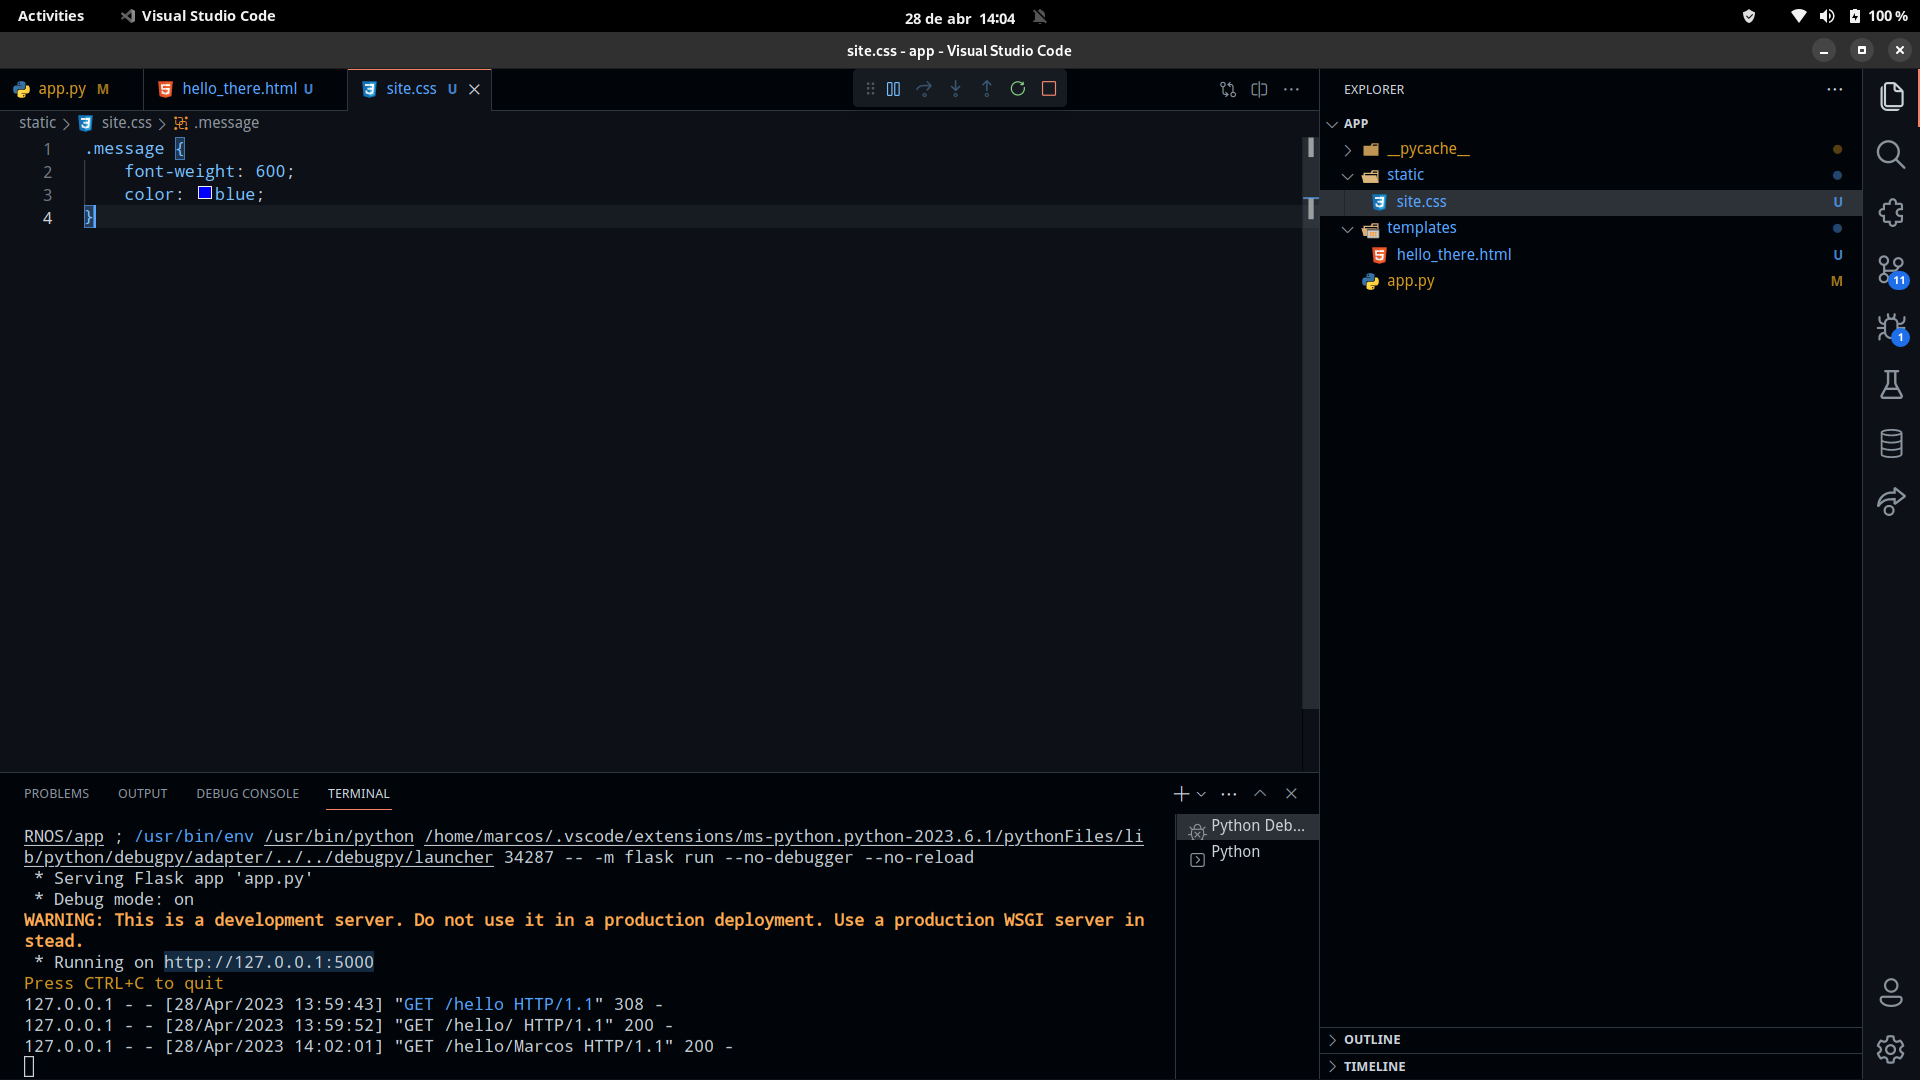 Activities
Visual Studio Code
28 de abr 14:04
100 %
site.css - app - Visual Studio Code
app.py M
hello_there.html U
site.css U
static
site.css
.message
1 .message {
2 font-weight: 600;
3 color: blue;
4 }
EXPLORER
APP
__pycache__
static
site.css U
templates
hello_there.html U
app.py M
11
1
PROBLEMS
OUTPUT
DEBUG CONSOLE
TERMINAL
RNOS/app ; /usr/bin/env /usr/bin/python /home/marcos/.vscode/extensions/ms-python.python-2023.6.1/pythonFiles/li
b/python/debugpy/adapter/../../debugpy/launcher 34287 -- -m flask run --no-debugger --no-reload
* Serving Flask app 'app.py'
* Debug mode: on
WARNING: This is a development server. Do not use it in a production deployment. Use a production WSGI server in
stead.
* Running on http://127.0.0.1:5000
Press CTRL+C to quit
127.0.0.1 - - [28/Apr/2023 13:59:43] "GET /hello HTTP/1.1" 308 -
127.0.0.1 - - [28/Apr/2023 13:59:52] "GET /hello/ HTTP/1.1" 200 -
127.0.0.1 - - [28/Apr/2023 14:02:01] "GET /hello/Marcos HTTP/1.1" 200 -
Python Deb...
Python
OUTLINE
TIMELINE